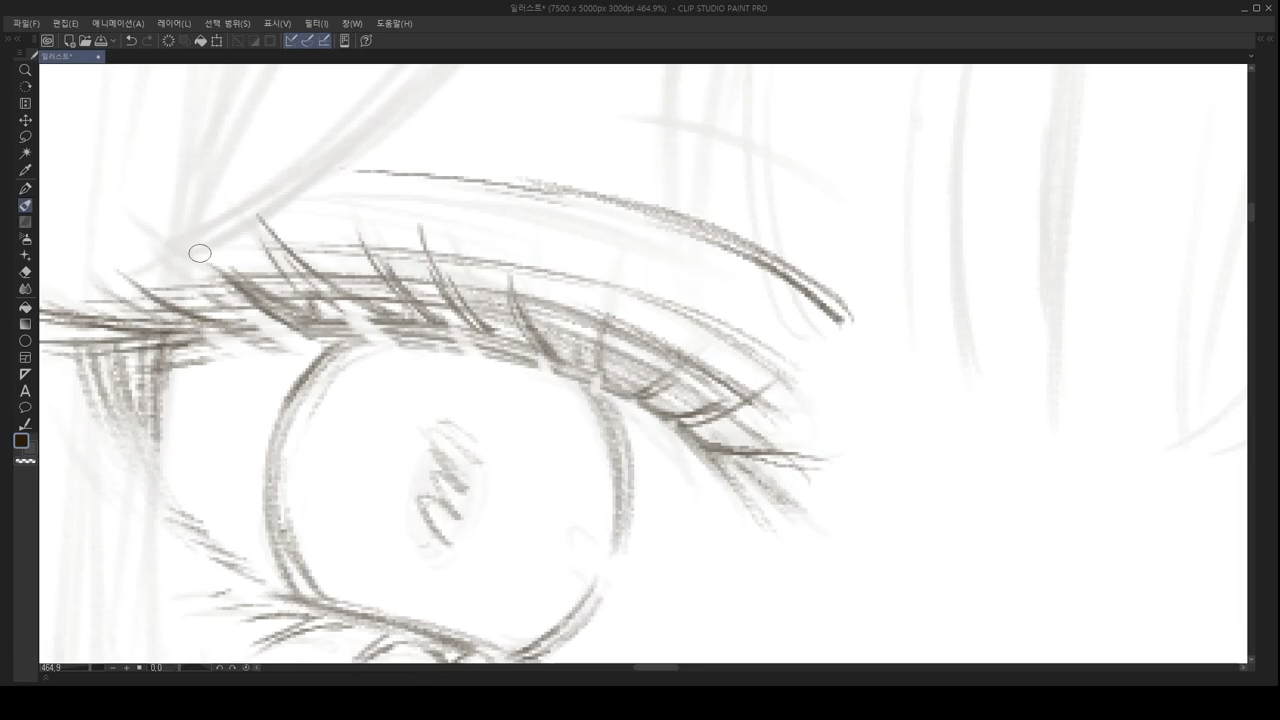 일러스트* (7500 x 5000px 300dpi 464.9%) - CLIP STUDIO PAINT PRO
파일(F) 편집(E) 애니메이션(A) 레이어(L) 선택 범위(S) 표시(V) 필터(I) 창(W) 도움말(H)
일러스트*
A
464.9 0.0